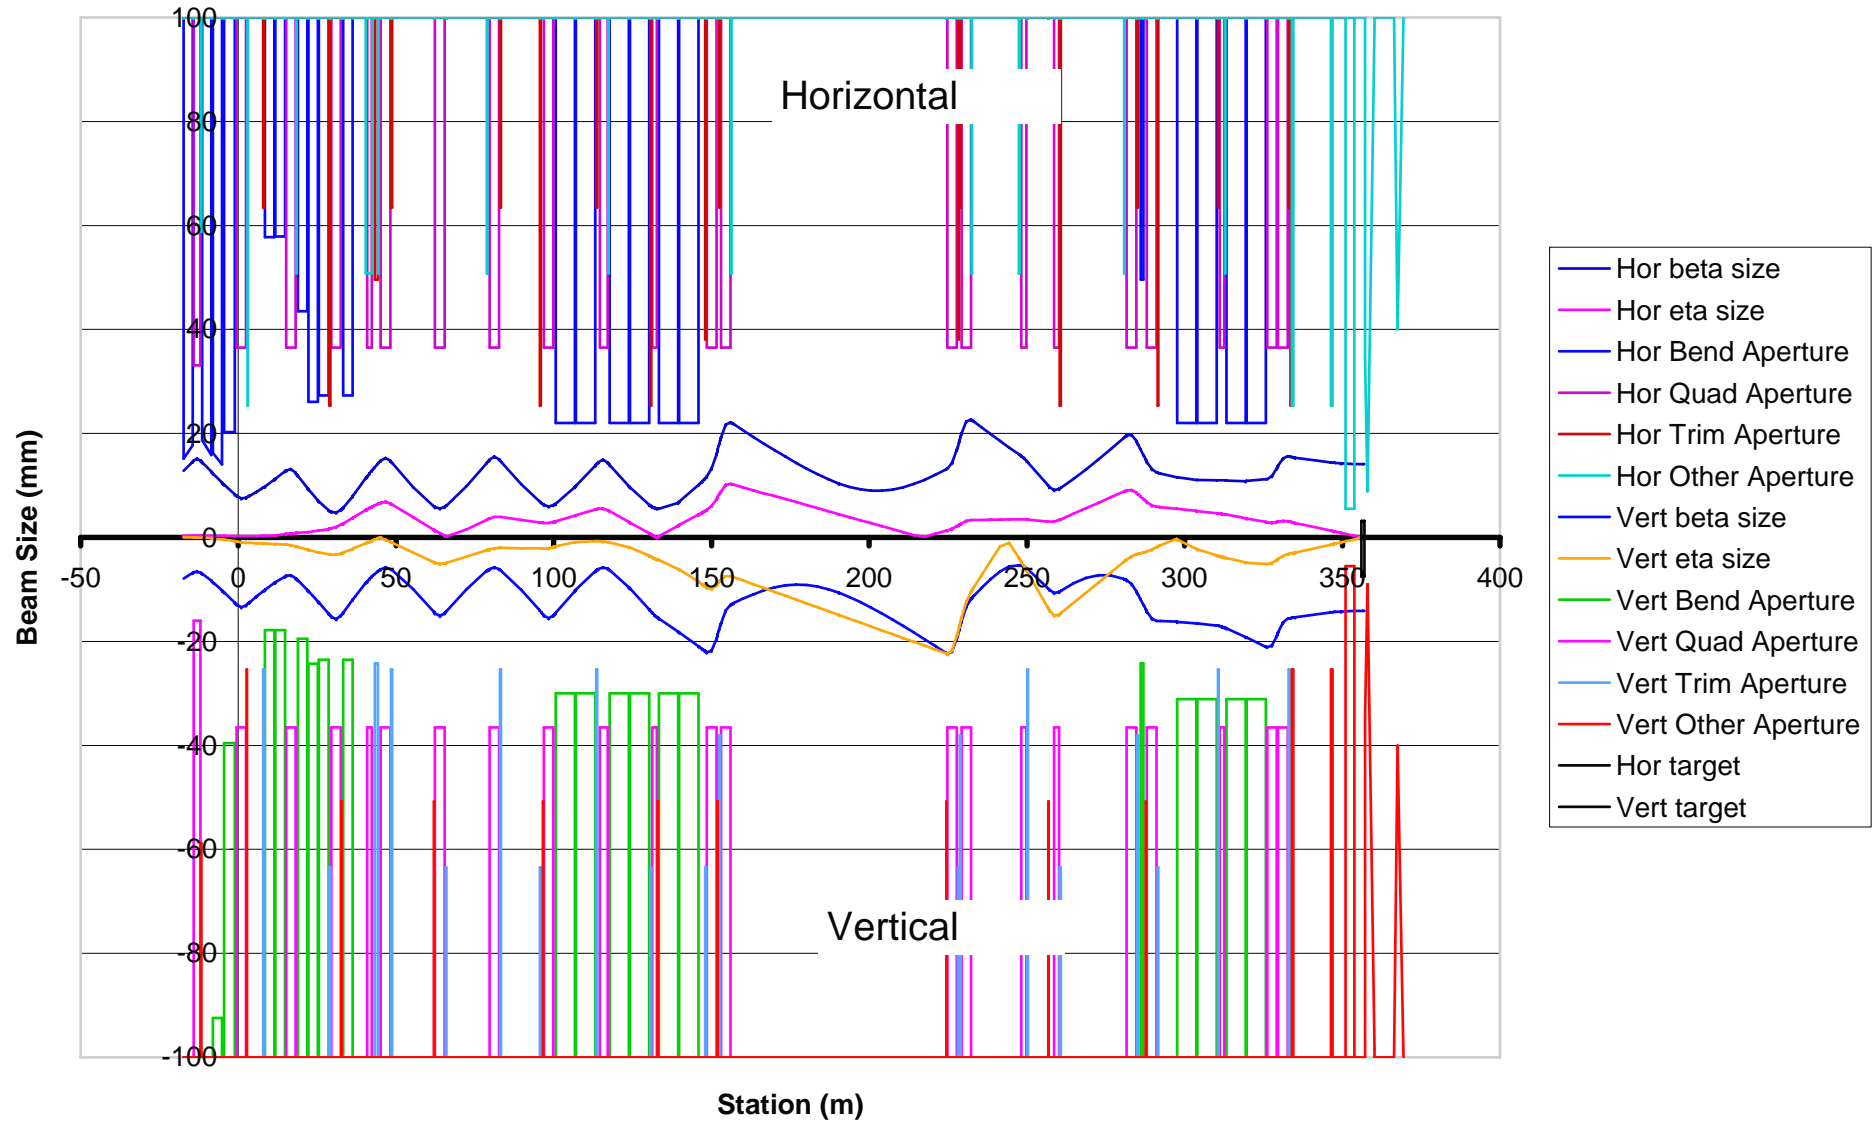 100
80
60
40
20
0
-20
-40
-60
-80
-100
-50
0
50
100
150
200
250
300
350
400
Horizontal
Vertical
Beam Size (mm)
Station (m)
Hor beta size
Hor eta size
Hor Bend Aperture
Hor Quad Aperture
Hor Trim Aperture
Hor Other Aperture
Vert beta size
Vert eta size
Vert Bend Aperture
Vert Quad Aperture
Vert Trim Aperture
Vert Other Aperture
Hor target
Vert target